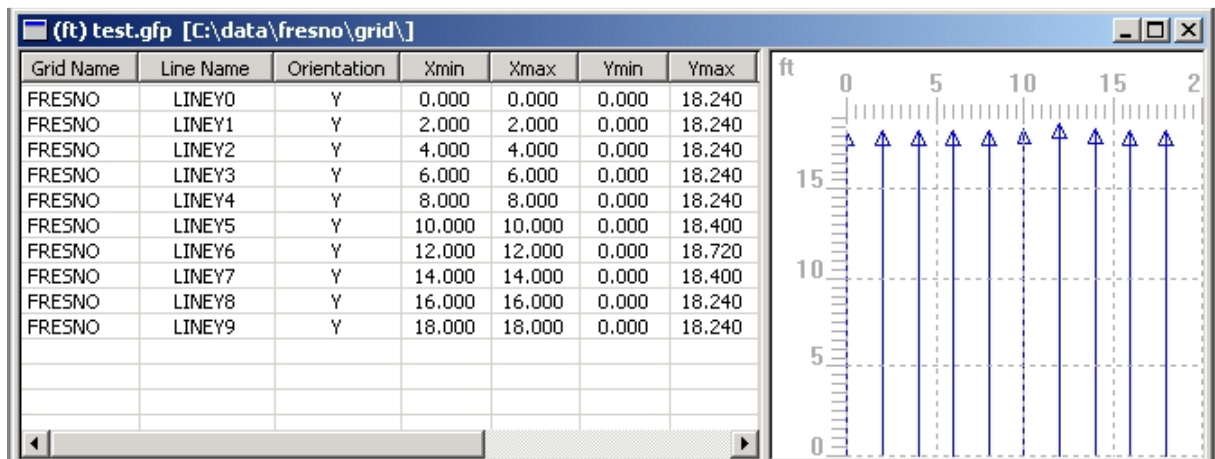 (ft) test.gfp [C:\data\fresno\grid\]
Grid Name Line Name Orientation Xmin Xmax Ymin Ymax
FRESNO LINEY0 Y 0.000 0.000 0.000 18.240
FRESNO LINEY1 Y 2.000 2.000 0.000 18.240
FRESNO LINEY2 Y 4.000 4.000 0.000 18.240
FRESNO LINEY3 Y 6.000 6.000 0.000 18.240
FRESNO LINEY4 Y 8.000 8.000 0.000 18.240
FRESNO LINEY5 Y 10.000 10.000 0.000 18.400
FRESNO LINEY6 Y 12.000 12.000 0.000 18.720
FRESNO LINEY7 Y 14.000 14.000 0.000 18.400
FRESNO LINEY8 Y 16.000 16.000 0.000 18.240
FRESNO LINEY9 Y 18.000 18.000 0.000 18.240
ft
0 5 10 15 2
15
10
5
0